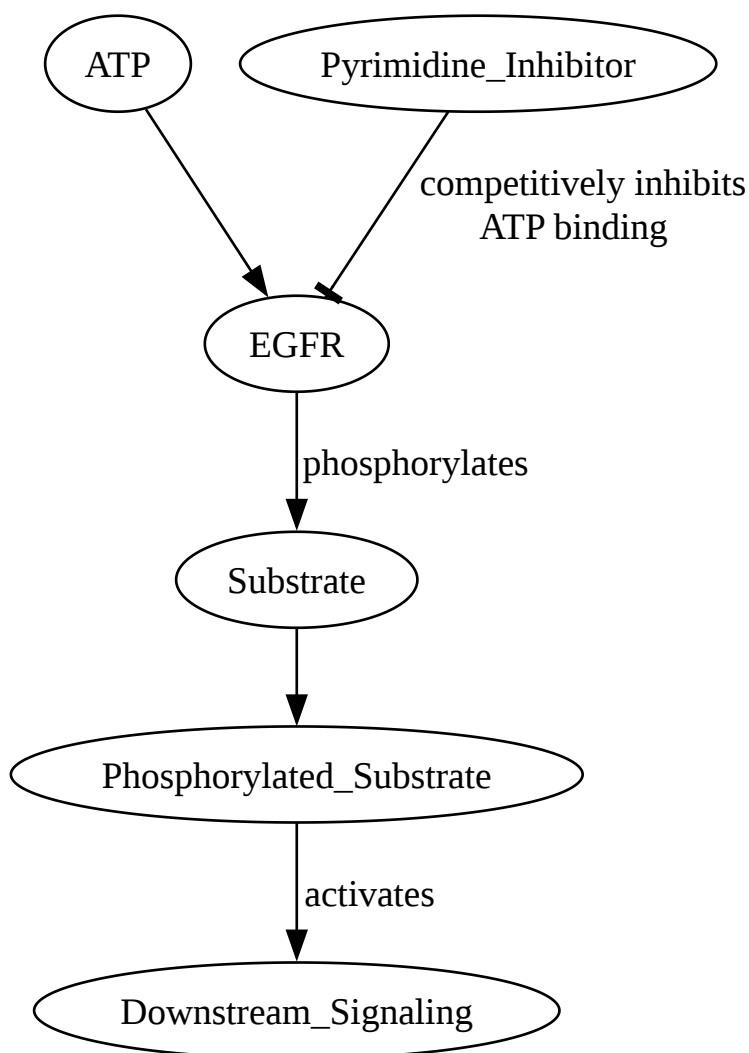 ATP
Pyrimidine_Inhibitor
competitively inhibits
ATP binding
EGFR
phosphorylates
Substrate
Phosphorylated_Substrate
activates
Downstream_Signaling